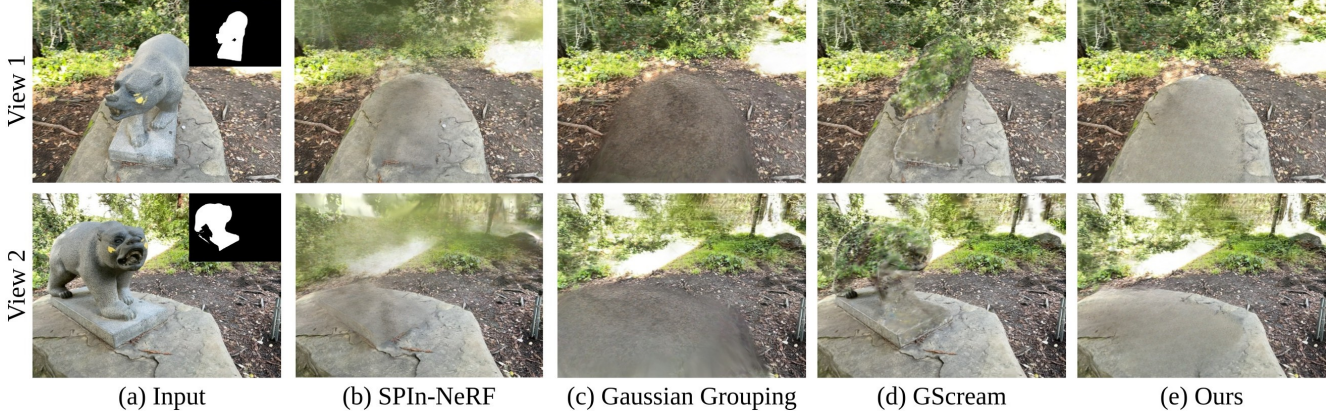 View 1
View 2
(a) Input
(b) SPIn-NeRF
(c) Gaussian Grouping
(d) GScream
(e) Ours